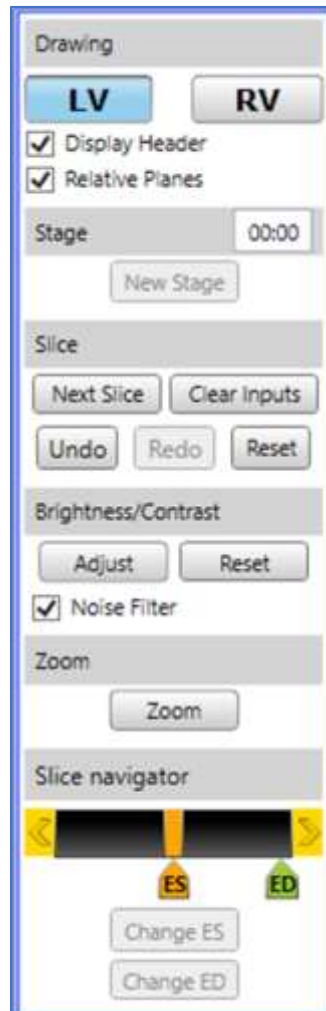 Drawing
LV RV
Display Header
Relative Planes
Stage 00:00
New Stage
Slice
Next Slice Clear Inputs
Undo Redo Reset
Brightness/Contrast
Adjust Reset
Noise Filter
Zoom
Zoom
Slice navigator
ES ED
Change ES
Change ED